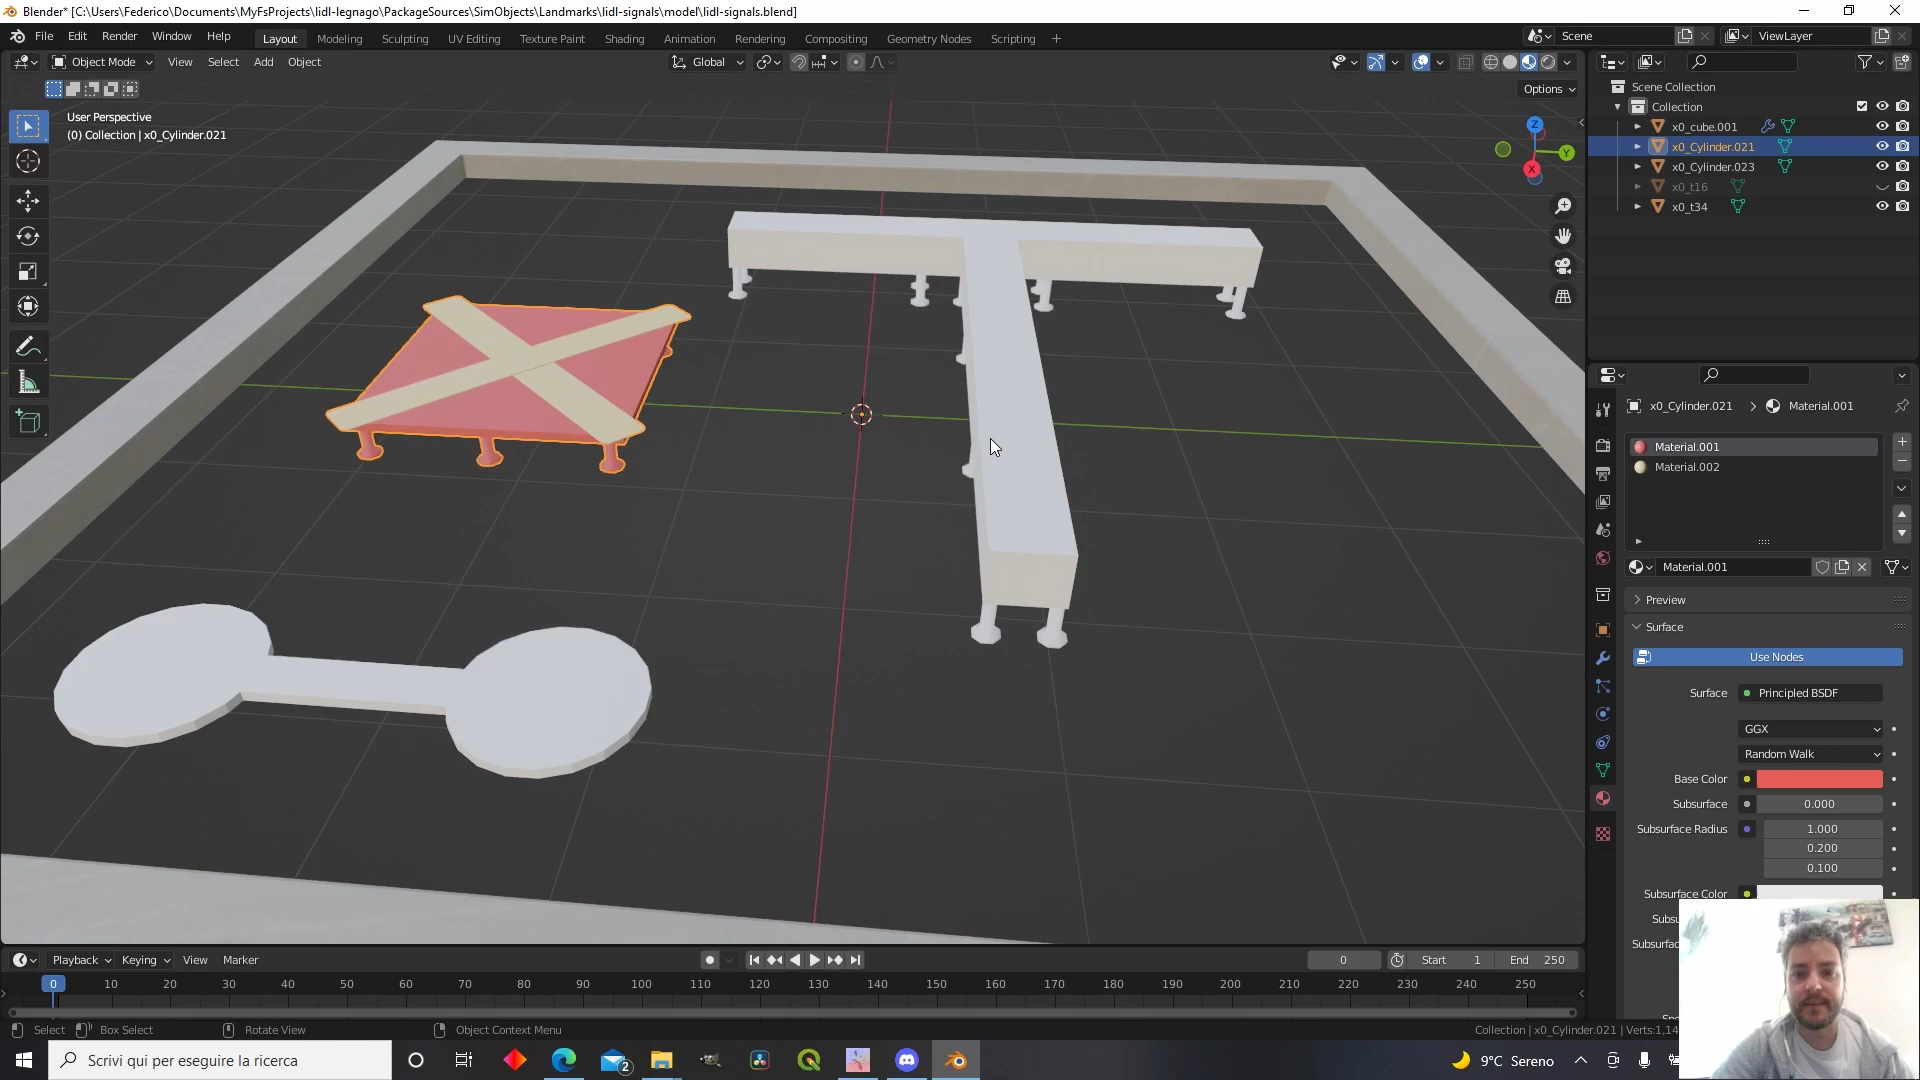 Blender* [C:\Users\Federico\Documents\MyFsProjects\lidl-legnago\PackageSources\SimObjects\Landmarks\lidl-signals\model\lidl-signals.blend]
File Edit Render Window Help Layout Modeling Sculpting UV Editing Texture Paint Shading Animation Rendering Compositing Geometry Nodes Scripting + Scene ViewLayer
Object Mode View Select Add Object Global
Options
User Perspective
(0) Collection | x0_Cylinder.021
Z
Y
X
Scene Collection
Collection
x0_cube.001
x0_Cylinder.021
x0_Cylinder.023
x0_t16
x0_t34
x0_Cylinder.021 > Material.001
Material.001
Material.002
Material.001
Preview
Surface
Use Nodes
Surface Principled BSDF
GGX
Random Walk
Base Color
Subsurface 0.000
Subsurface Radius 1.000
0.200
0.100
Subsurface Color
Subsu
Subsurfac
Playback Keying View Marker 0 Start 1 End 250
0 10 20 30 40 50 60 70 80 90 100 110 120 130 140 150 160 170 180 190 200 210 220 230 240 250
Select Box Select Rotate View Object Context Menu Collection | x0_Cylinder.021 | Verts:1,14
Scrivi qui per eseguire la ricerca 2 9°C Sereno